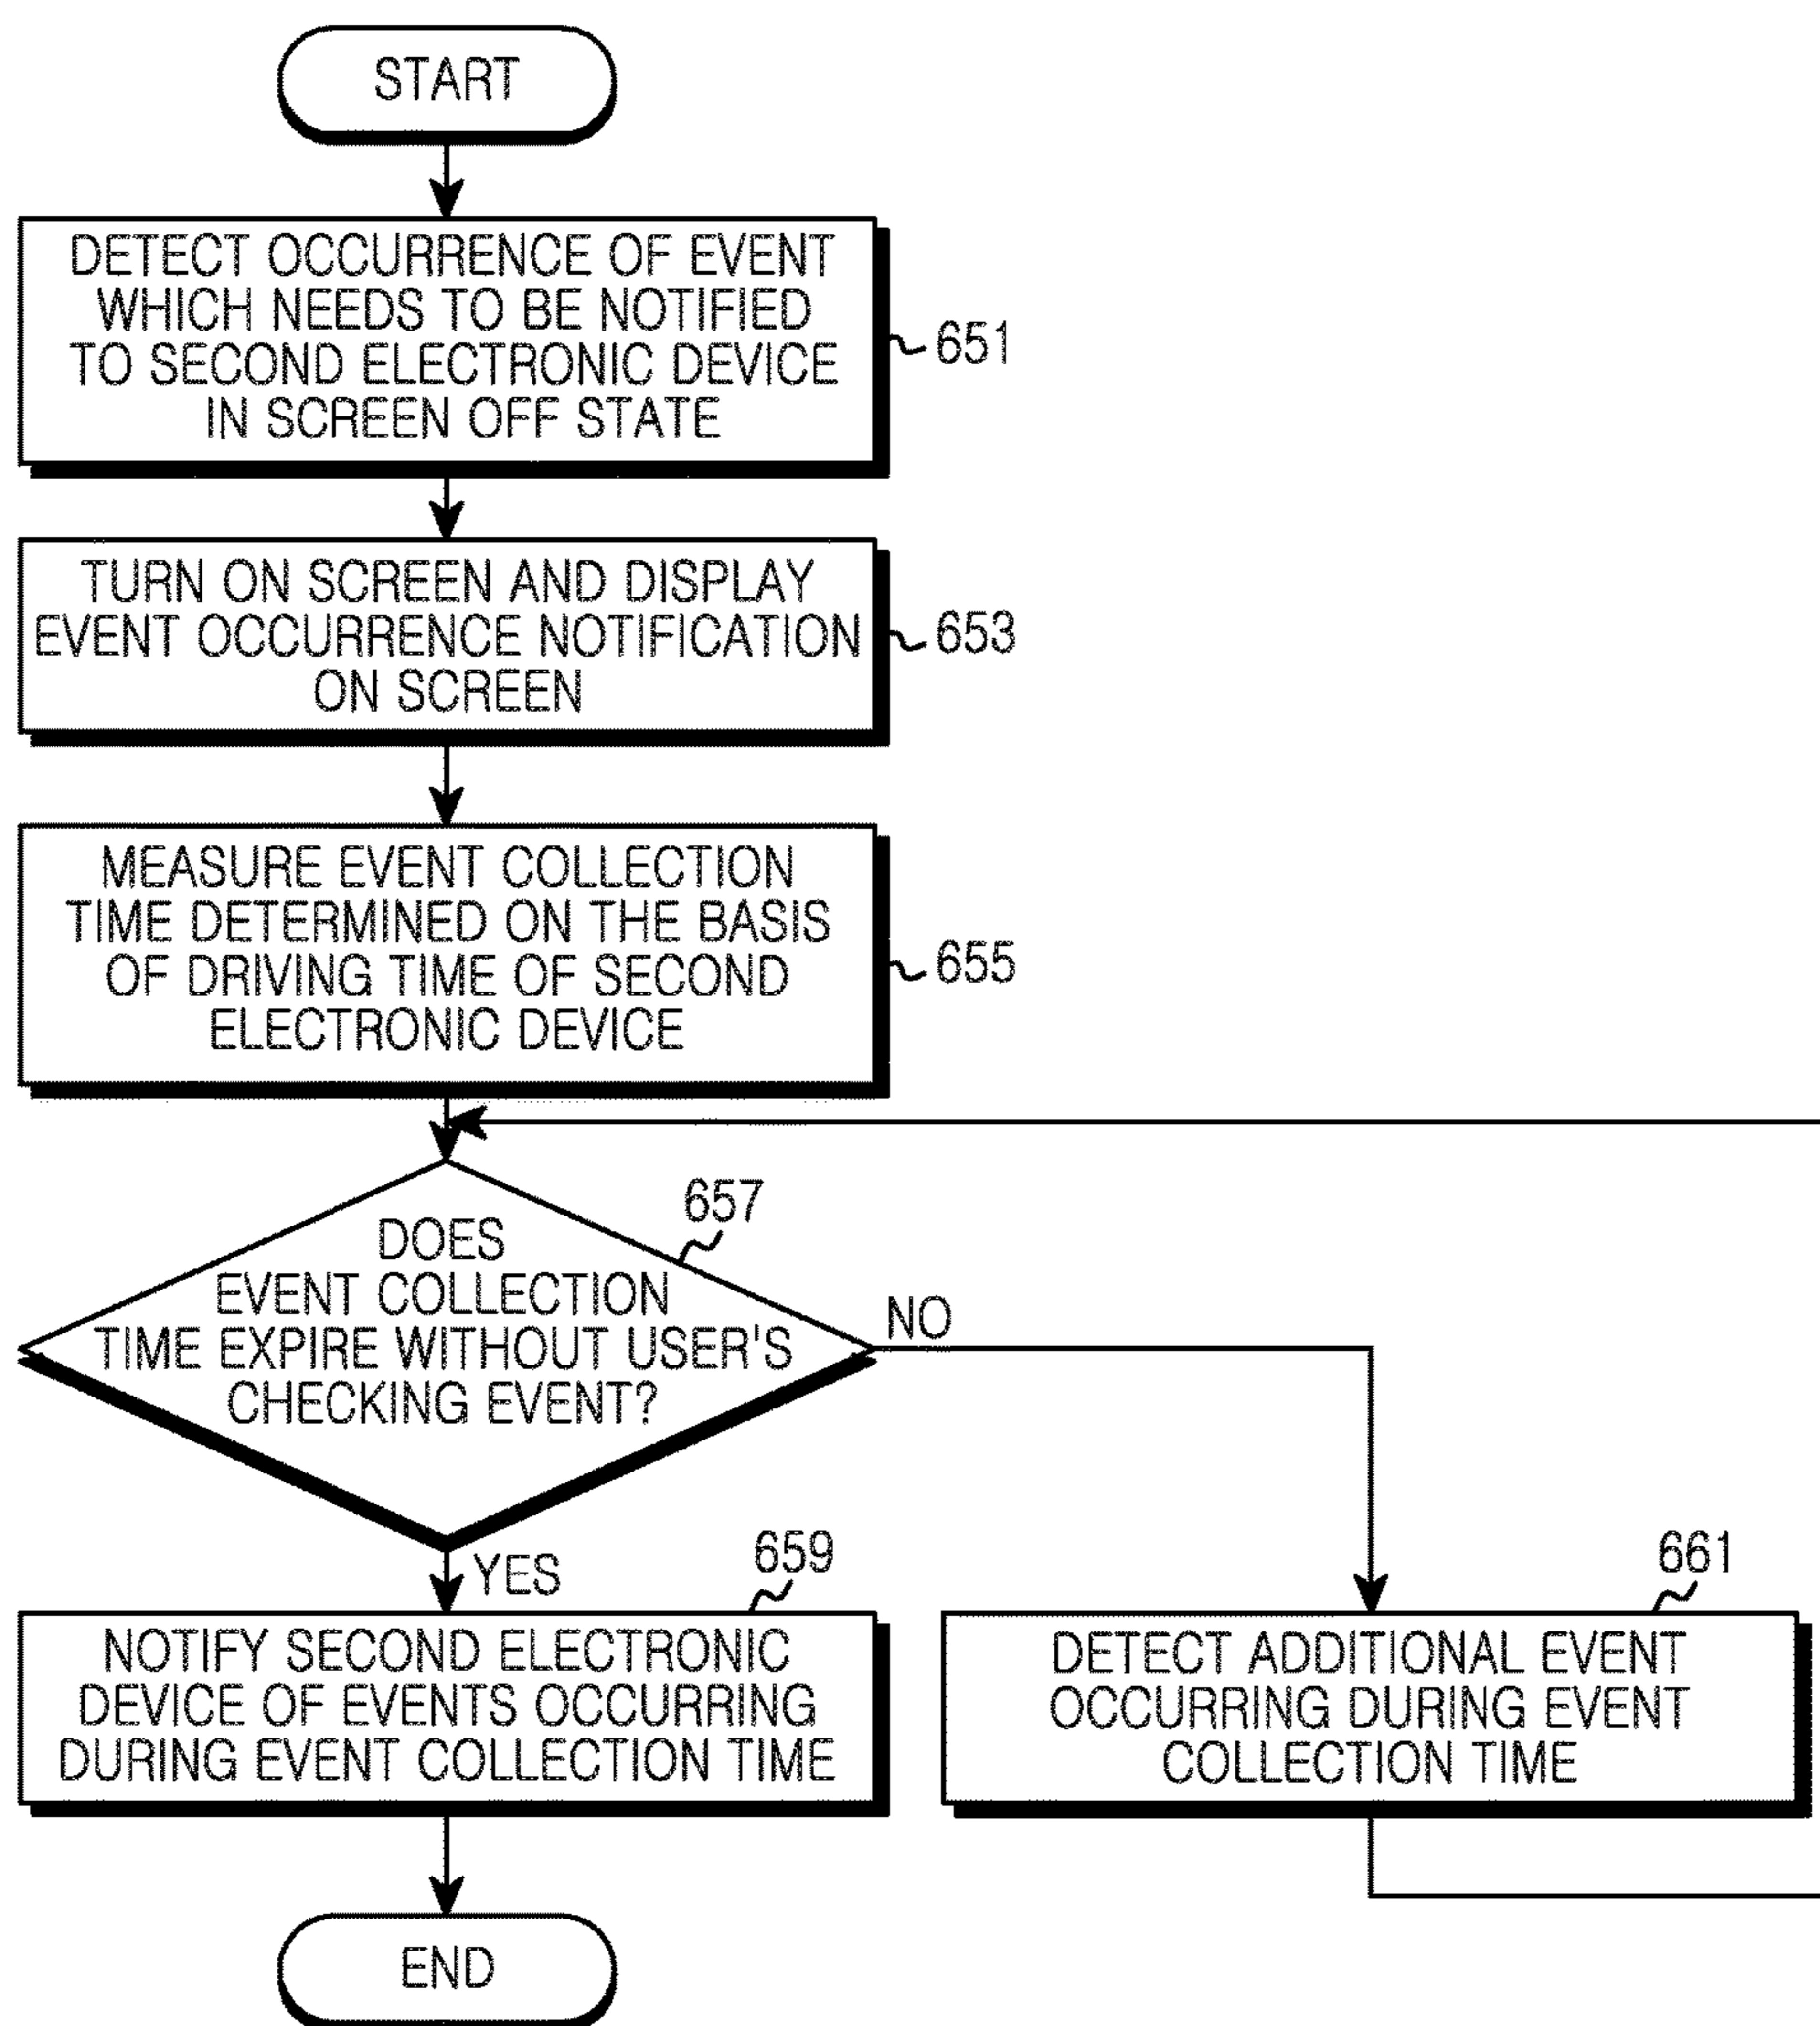 START
DETECT OCCURRENCE OF EVENT
WHICH NEEDS TO BE NOTIFIED
TO SECOND ELECTRONIC DEVICE
IN SCREEN OFF STATE
651
TURN ON SCREEN AND DISPLAY
EVENT OCCURRENCE NOTIFICATION
ON SCREEN
653
MEASURE EVENT COLLECTION
TIME DETERMINED ON THE BASIS
OF DRIVING TIME OF SECOND
ELECTRONIC DEVICE
655
657
DOES
EVENT COLLECTION
TIME EXPIRE WITHOUT USER'S
CHECKING EVENT?
NO
YES
659
NOTIFY SECOND ELECTRONIC
DEVICE OF EVENTS OCCURRING
DURING EVENT COLLECTION TIME
661
DETECT ADDITIONAL EVENT
OCCURRING DURING EVENT
COLLECTION TIME
END